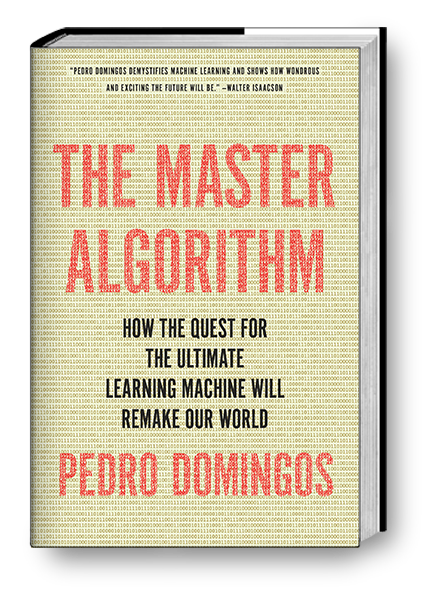 "PEDRO DOMINGOS DEMYSTIFIES MACHINE LEARNING AND SHOWS HOW WONDROUS
AND EXCITING THE FUTURE WILL BE." –WALTER ISAACSON
THE MASTER
ALGORITHM
HOW THE QUEST FOR
THE ULTIMATE
LEARNING MACHINE WILL
REMAKE OUR WORLD
PEDRO DOMINGOS